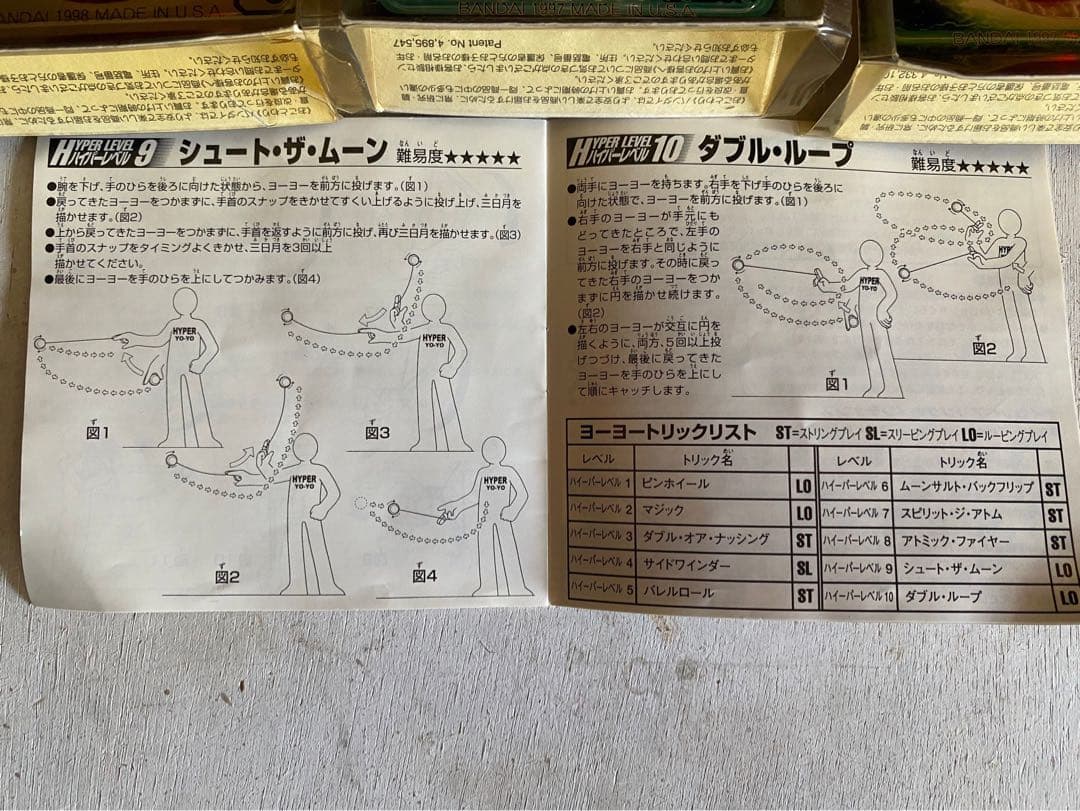 BANDAI 1998 MADE IN U.S.A.
BANDAI 1997 MADE IN U.S.A.
BANDAI 1997
Patent No. 4,895,547
HYPER LEVEL
ハイパーレベル 9 シュート・ザ・ムーン 難易度★★★★★
●腕を下げ、手のひらを後ろに向けた状態から、ヨーヨーを前方に投げます。(図1)
●戻ってきたヨーヨーをつかまずに、手首のスナップをきかせてすくい上げるように投げ上げ、三日月を
描かせます。(図2)
●上から戻ってきたヨーヨーをつかまずに、手首を返すように前方に投げ、再び三日月を描かせます。(図3)
●手首のスナップをタイミングよくきかせ、三日月を3回以上
描かせてください。
●最後にヨーヨーを手のひらを上にしてつかみます。(図4)
HYPER
YO-YO
図1
HYPER
YO-YO
図3
HYPER
YO-YO
図2
HYPER
YO-YO
図4
HYPER LEVEL
ハイパーレベル 10 ダブル・ループ 難易度★★★★★
●両手にヨーヨーを持ちます。右手を下げ手のひらを後ろに
向けた状態で、ヨーヨーを前方に投げます。(図1)
●右手のヨーヨーが手元にも
どってきたところで、左手の
ヨーヨーを右手と同じように
前方に投げます。その時に戻っ
てきた右手のヨーヨーをつか
まずに円を描かせ続けます。
(図2)
●左右のヨーヨーが交互に円を
描くように、両方、5回以上投
げつづけ、最後に戻ってきた
ヨーヨーを手のひらを上にし
て順にキャッチします。
HYPER
YO-YO
図1
図2
ヨーヨートリックリスト ST=ストリングプレイ SL=スリーピングプレイ LO=ルーピングプレイ
レベル トリック名 レベル トリック名
ハイパーレベル 1 ピンホイール LO ハイパーレベル 6 ムーンサルト・バックフリップ ST
ハイパーレベル 2 マジック LO ハイパーレベル 7 スピリット・ジ・アトム ST
ハイパーレベル 3 ダブル・オア・ナッシング ST ハイパーレベル 8 アトミック・ファイヤー ST
ハイパーレベル 4 サイドワインダー SL ハイパーレベル 9 シュート・ザ・ムーン LO
ハイパーレベル 5 バレルロール ST ハイパーレベル 10 ダブル・ループ LO